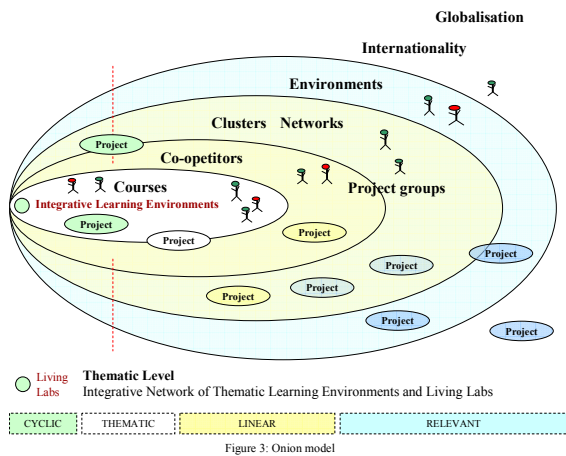 Globalisation
Internationality
Environments
Clusters Networks
Project
Co-opetitors
Courses
Project groups
Integrative Learning Environments
Project
Project
Project
Project
Project
Project
Project
Project
Project
Living
Labs
Thematic Level
Integrative Network of Thematic Learning Environments and Living Labs
CYCLIC
THEMATIC
LINEAR
RELEVANT
Figure 3: Onion model